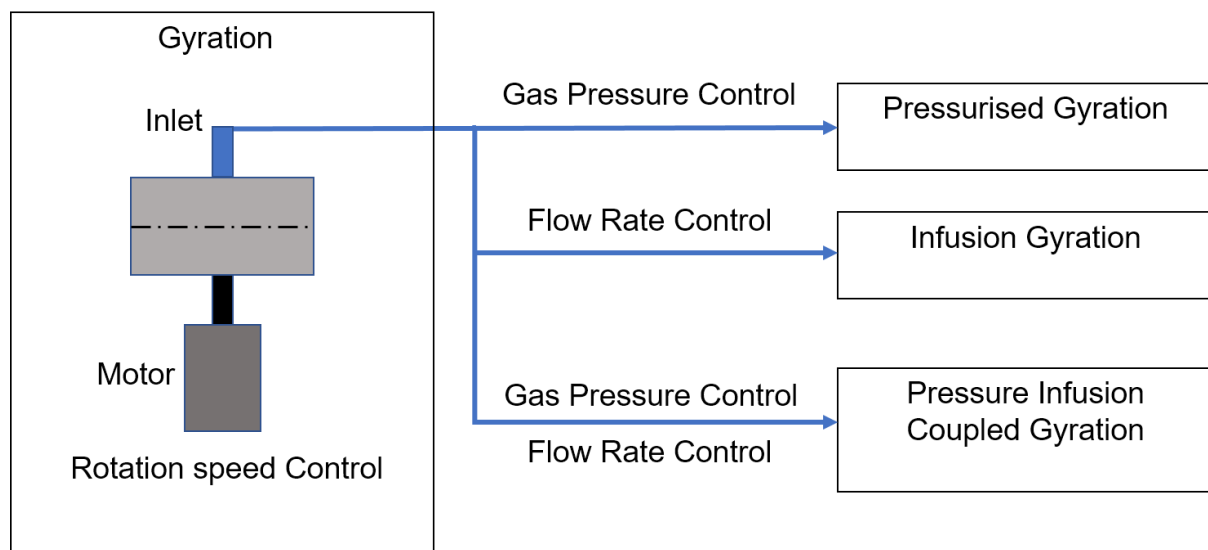 Gyration
Inlet
Motor
Rotation speed Control
Gas Pressure Control
Pressurised Gyration
Flow Rate Control
Infusion Gyration
Gas Pressure Control
Flow Rate Control
Pressure Infusion
Coupled Gyration